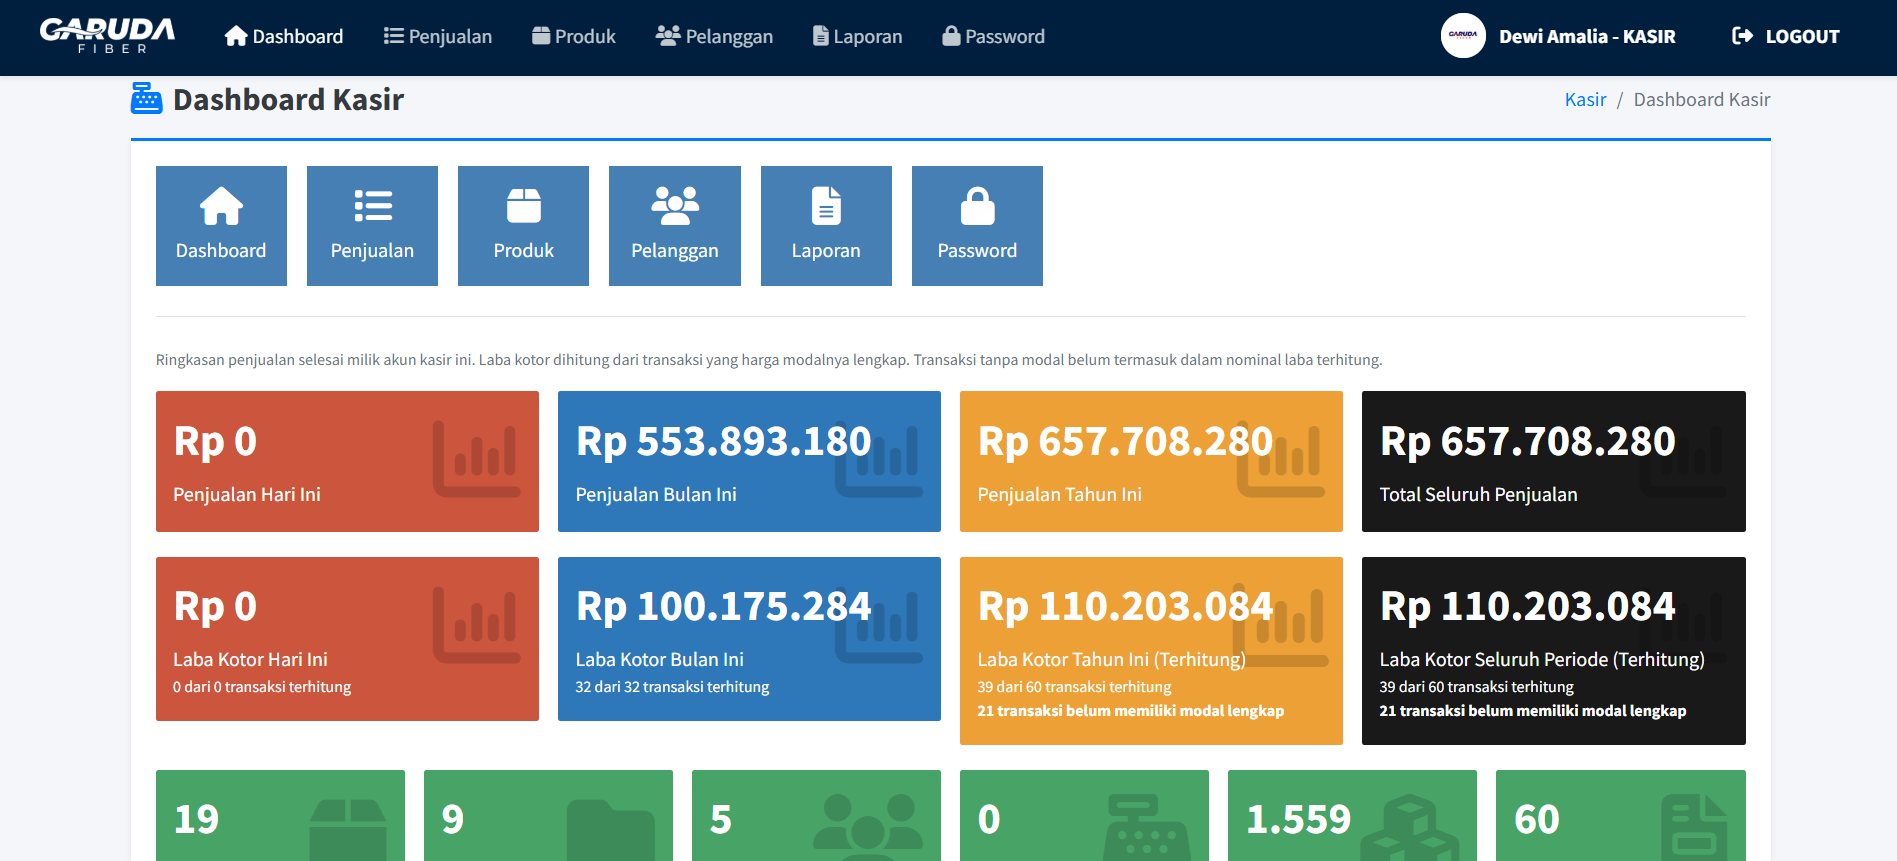 GARUDA
FIBER
Dashboard
Penjualan
Produk
Pelanggan
Laporan
Password
GARUDA
Dewi Amalia - KASIR
LOGOUT
Dashboard Kasir
Kasir / Dashboard Kasir
Dashboard
Penjualan
Produk
Pelanggan
Laporan
Password
Ringkasan penjualan selesai milik akun kasir ini. Laba kotor dihitung dari transaksi yang harga modalnya lengkap. Transaksi tanpa modal belum termasuk dalam nominal laba terhitung.
Rp 0
Penjualan Hari Ini
Rp 553.893.180
Penjualan Bulan Ini
Rp 657.708.280
Penjualan Tahun Ini
Rp 657.708.280
Total Seluruh Penjualan
Rp 0
Laba Kotor Hari Ini
0 dari 0 transaksi terhitung
Rp 100.175.284
Laba Kotor Bulan Ini
32 dari 32 transaksi terhitung
Rp 110.203.084
Laba Kotor Tahun Ini (Terhitung)
39 dari 60 transaksi terhitung
21 transaksi belum memiliki modal lengkap
Rp 110.203.084
Laba Kotor Seluruh Periode (Terhitung)
39 dari 60 transaksi terhitung
21 transaksi belum memiliki modal lengkap
19
9
5
0
1.559
60